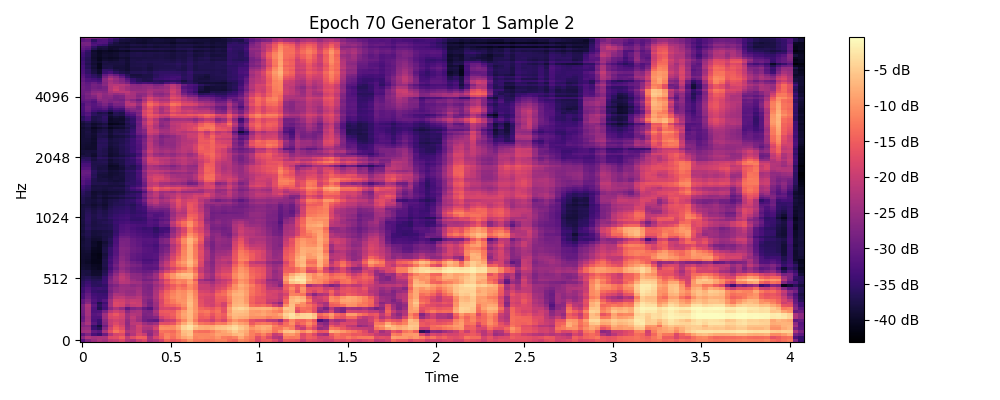 Epoch 70 Generator 1 Sample 2
Hz
4096
2048
1024
512
0
0 0.5 1 1.5 2 2.5 3 3.5 4
Time
-5 dB
-10 dB
-15 dB
-20 dB
-25 dB
-30 dB
-35 dB
-40 dB